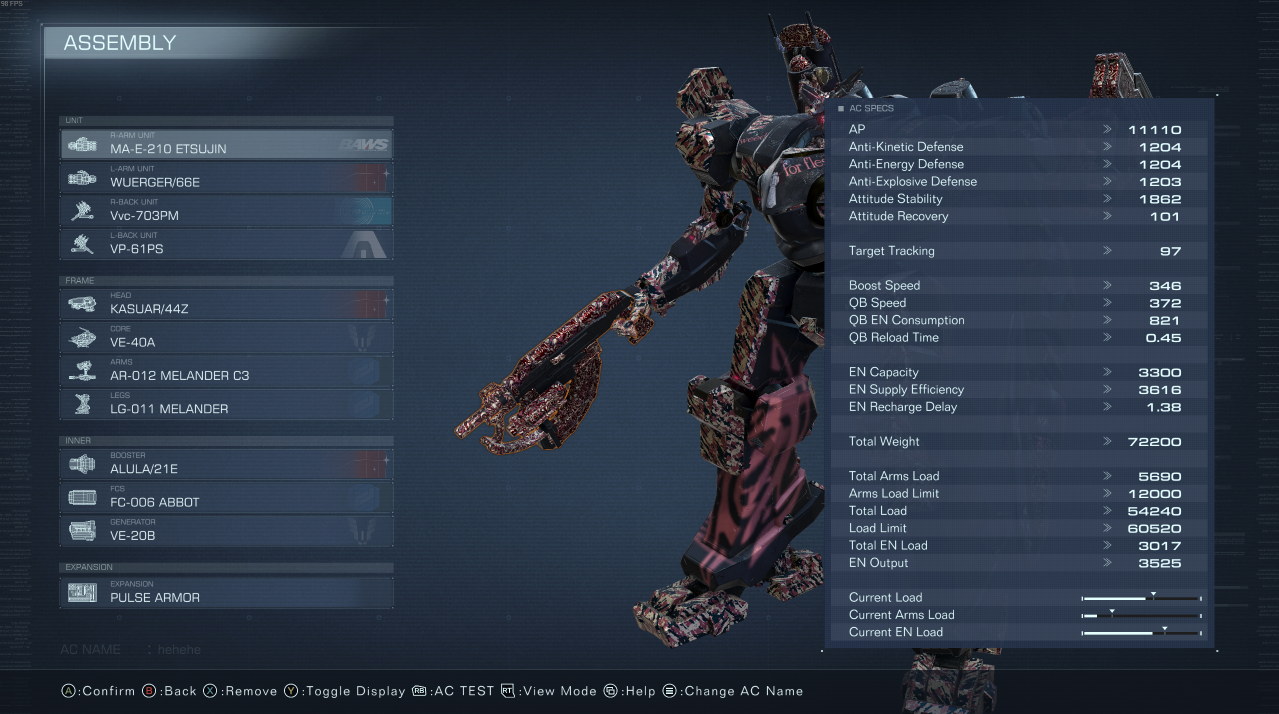 98 FPS
ASSEMBLY
UNIT
R-ARM UNIT
MA-E-210 ETSUJIN
BAWS
L-ARM UNIT
WUERGER/66E
R-BACK UNIT
Vvc-703PM
L-BACK UNIT
VP-61PS
FRAME
HEAD
KASUAR/44Z
CORE
VE-40A
ARMS
AR-012 MELANDER C3
LEGS
LG-011 MELANDER
INNER
BOOSTER
ALULA/21E
FCS
FC-006 ABBOT
GENERATOR
VE-20B
EXPANSION
EXPANSION
PULSE ARMOR
AC NAME : hehehe
for fles
AC SPECS
AP 11110
Anti-Kinetic Defense 1204
Anti-Energy Defense 1204
Anti-Explosive Defense 1203
Attitude Stability 1862
Attitude Recovery 101
Target Tracking 97
Boost Speed 346
QB Speed 372
QB EN Consumption 821
QB Reload Time 0.45
EN Capacity 3300
EN Supply Efficiency 3616
EN Recharge Delay 1.38
Total Weight 72200
Total Arms Load 5690
Arms Load Limit 12000
Total Load 54240
Load Limit 60520
Total EN Load 3017
EN Output 3525
Current Load
Current Arms Load
Current EN Load
A:Confirm B:Back X:Remove Y:Toggle Display RB:AC TEST RT:View Mode :Help :Change AC Name